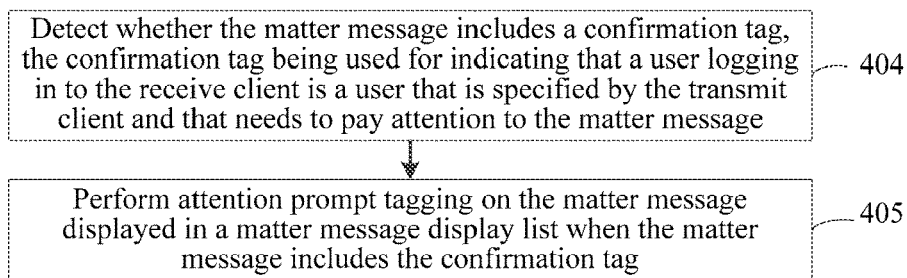 Detect whether the matter message includes a confirmation tag,
the confirmation tag being used for indicating that a user logging
in to the receive client is a user that is specified by the transmit
client and that needs to pay attention to the matter message
404
Perform attention prompt tagging on the matter message
displayed in a matter message display list when the matter
message includes the confirmation tag
405